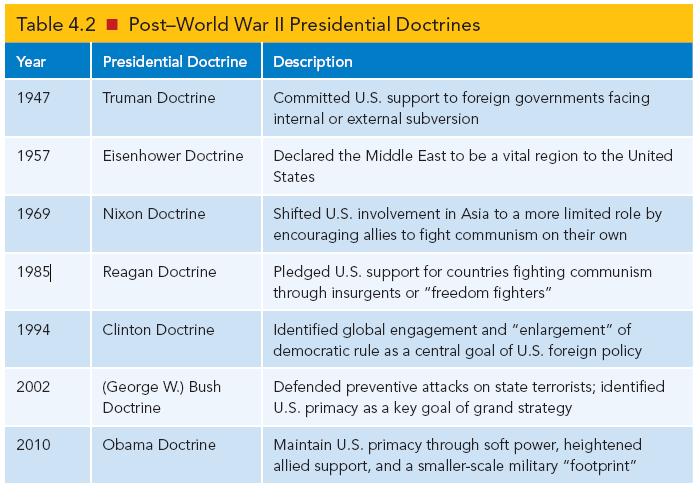 Table 4.2 ■ Post–World War II Presidential Doctrines
Year Presidential Doctrine Description
1947 Truman Doctrine Committed U.S. support to foreign governments facing
internal or external subversion
1957 Eisenhower Doctrine Declared the Middle East to be a vital region to the United
States
1969 Nixon Doctrine Shifted U.S. involvement in Asia to a more limited role by
encouraging allies to fight communism on their own
1985 Reagan Doctrine Pledged U.S. support for countries fighting communism
through insurgents or “freedom fighters”
1994 Clinton Doctrine Identified global engagement and “enlargement” of
democratic rule as a central goal of U.S. foreign policy
2002 (George W.) Bush Defended preventive attacks on state terrorists; identified
Doctrine U.S. primacy as a key goal of grand strategy
2010 Obama Doctrine Maintain U.S. primacy through soft power, heightened
allied support, and a smaller-scale military “footprint”